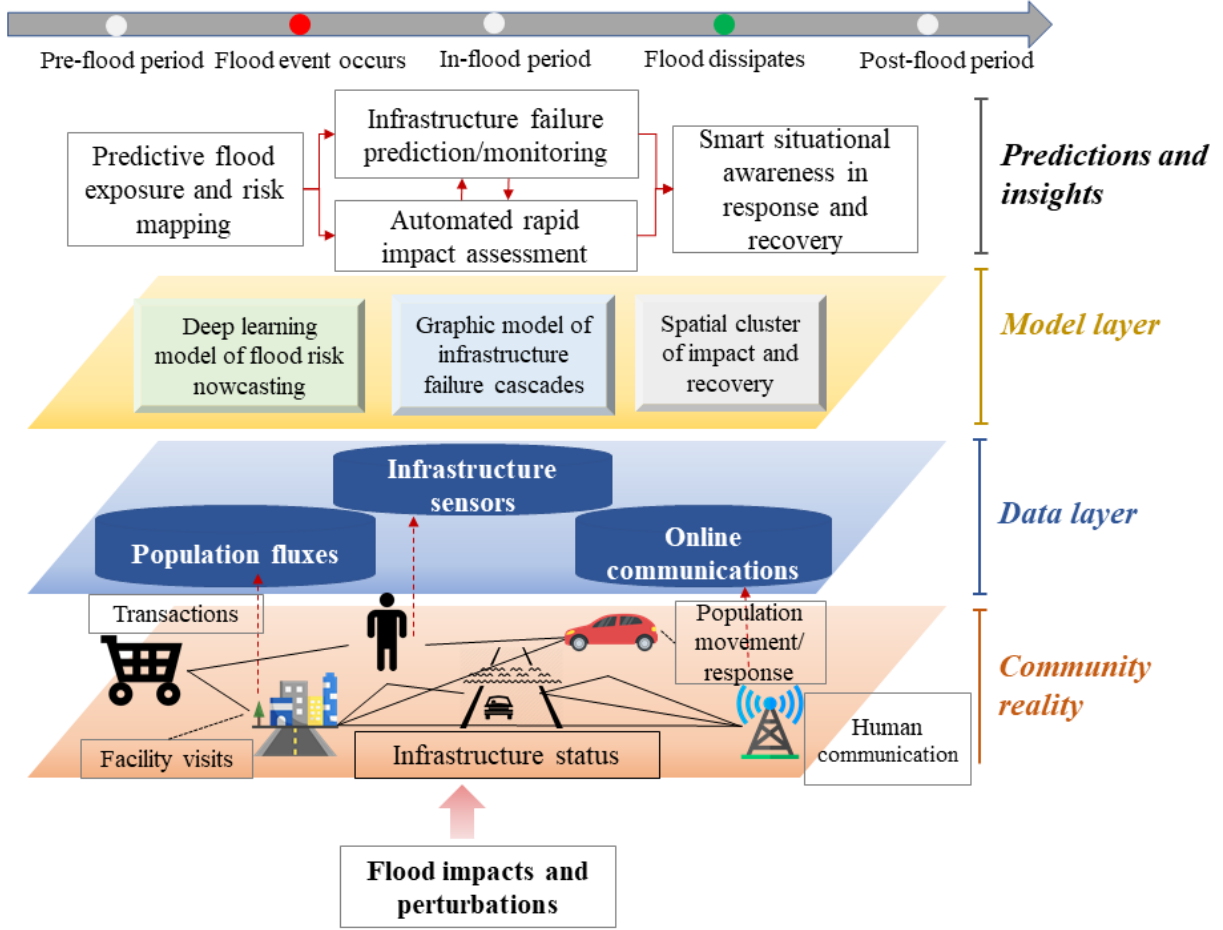 Pre-flood period
Flood event occurs
In-flood period
Flood dissipates
Post-flood period
Predictive flood
exposure and risk
mapping
Infrastructure failure
prediction/monitoring
Automated rapid
impact assessment
Smart situational
awareness in
response and
recovery
Predictions and
insights
Deep learning
model of flood risk
nowcasting
Graphic model of
infrastructure
failure cascades
Spatial cluster
of impact and
recovery
Model layer
Infrastructure
sensors
Population fluxes
Online
communications
Data layer
Transactions
Population
movement/
response
Facility visits
Infrastructure status
Human
communication
Community
reality
Flood impacts and
perturbations